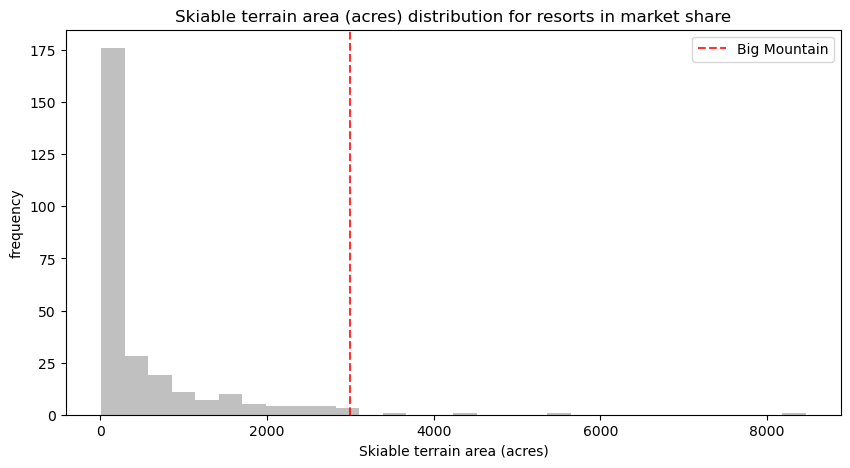 Skiable terrain area (acres) distribution for resorts in market share
Big Mountain
frequency
175
150
125
100
75
50
25
0
0 2000 4000 6000 8000
Skiable terrain area (acres)